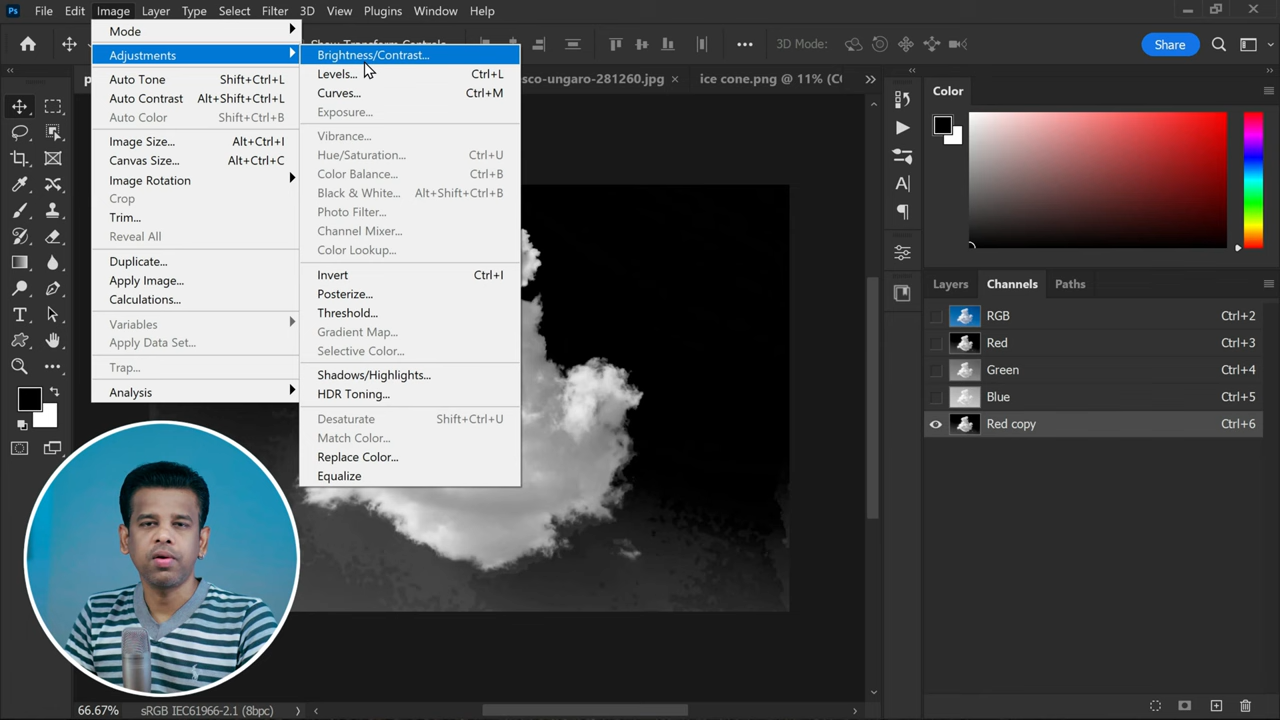 Ps File Edit Image Layer Type Select Filter 3D View Plugins Window Help
Show Transform Controls
3D Mode:
Share
sco-ungaro-281260.jpg × ice cone.png @ 11% (C
Mode
Adjustments
Auto Tone Shift+Ctrl+L
Auto Contrast Alt+Shift+Ctrl+L
Auto Color Shift+Ctrl+B
Image Size... Alt+Ctrl+I
Canvas Size... Alt+Ctrl+C
Image Rotation
Crop
Trim...
Reveal All
Duplicate...
Apply Image...
Calculations...
Variables
Apply Data Set...
Trap...
Analysis
Brightness/Contrast...
Levels... Ctrl+L
Curves... Ctrl+M
Exposure...
Vibrance...
Hue/Saturation... Ctrl+U
Color Balance... Ctrl+B
Black & White... Alt+Shift+Ctrl+B
Photo Filter...
Channel Mixer...
Color Lookup...
Invert Ctrl+I
Posterize...
Threshold...
Gradient Map...
Selective Color...
Shadows/Highlights...
HDR Toning...
Desaturate Shift+Ctrl+U
Match Color...
Replace Color...
Equalize
Color
Layers Channels Paths
RGB Ctrl+2
Red Ctrl+3
Green Ctrl+4
Blue Ctrl+5
Red copy Ctrl+6
66.67% sRGB IEC61966-2.1 (8bpc)